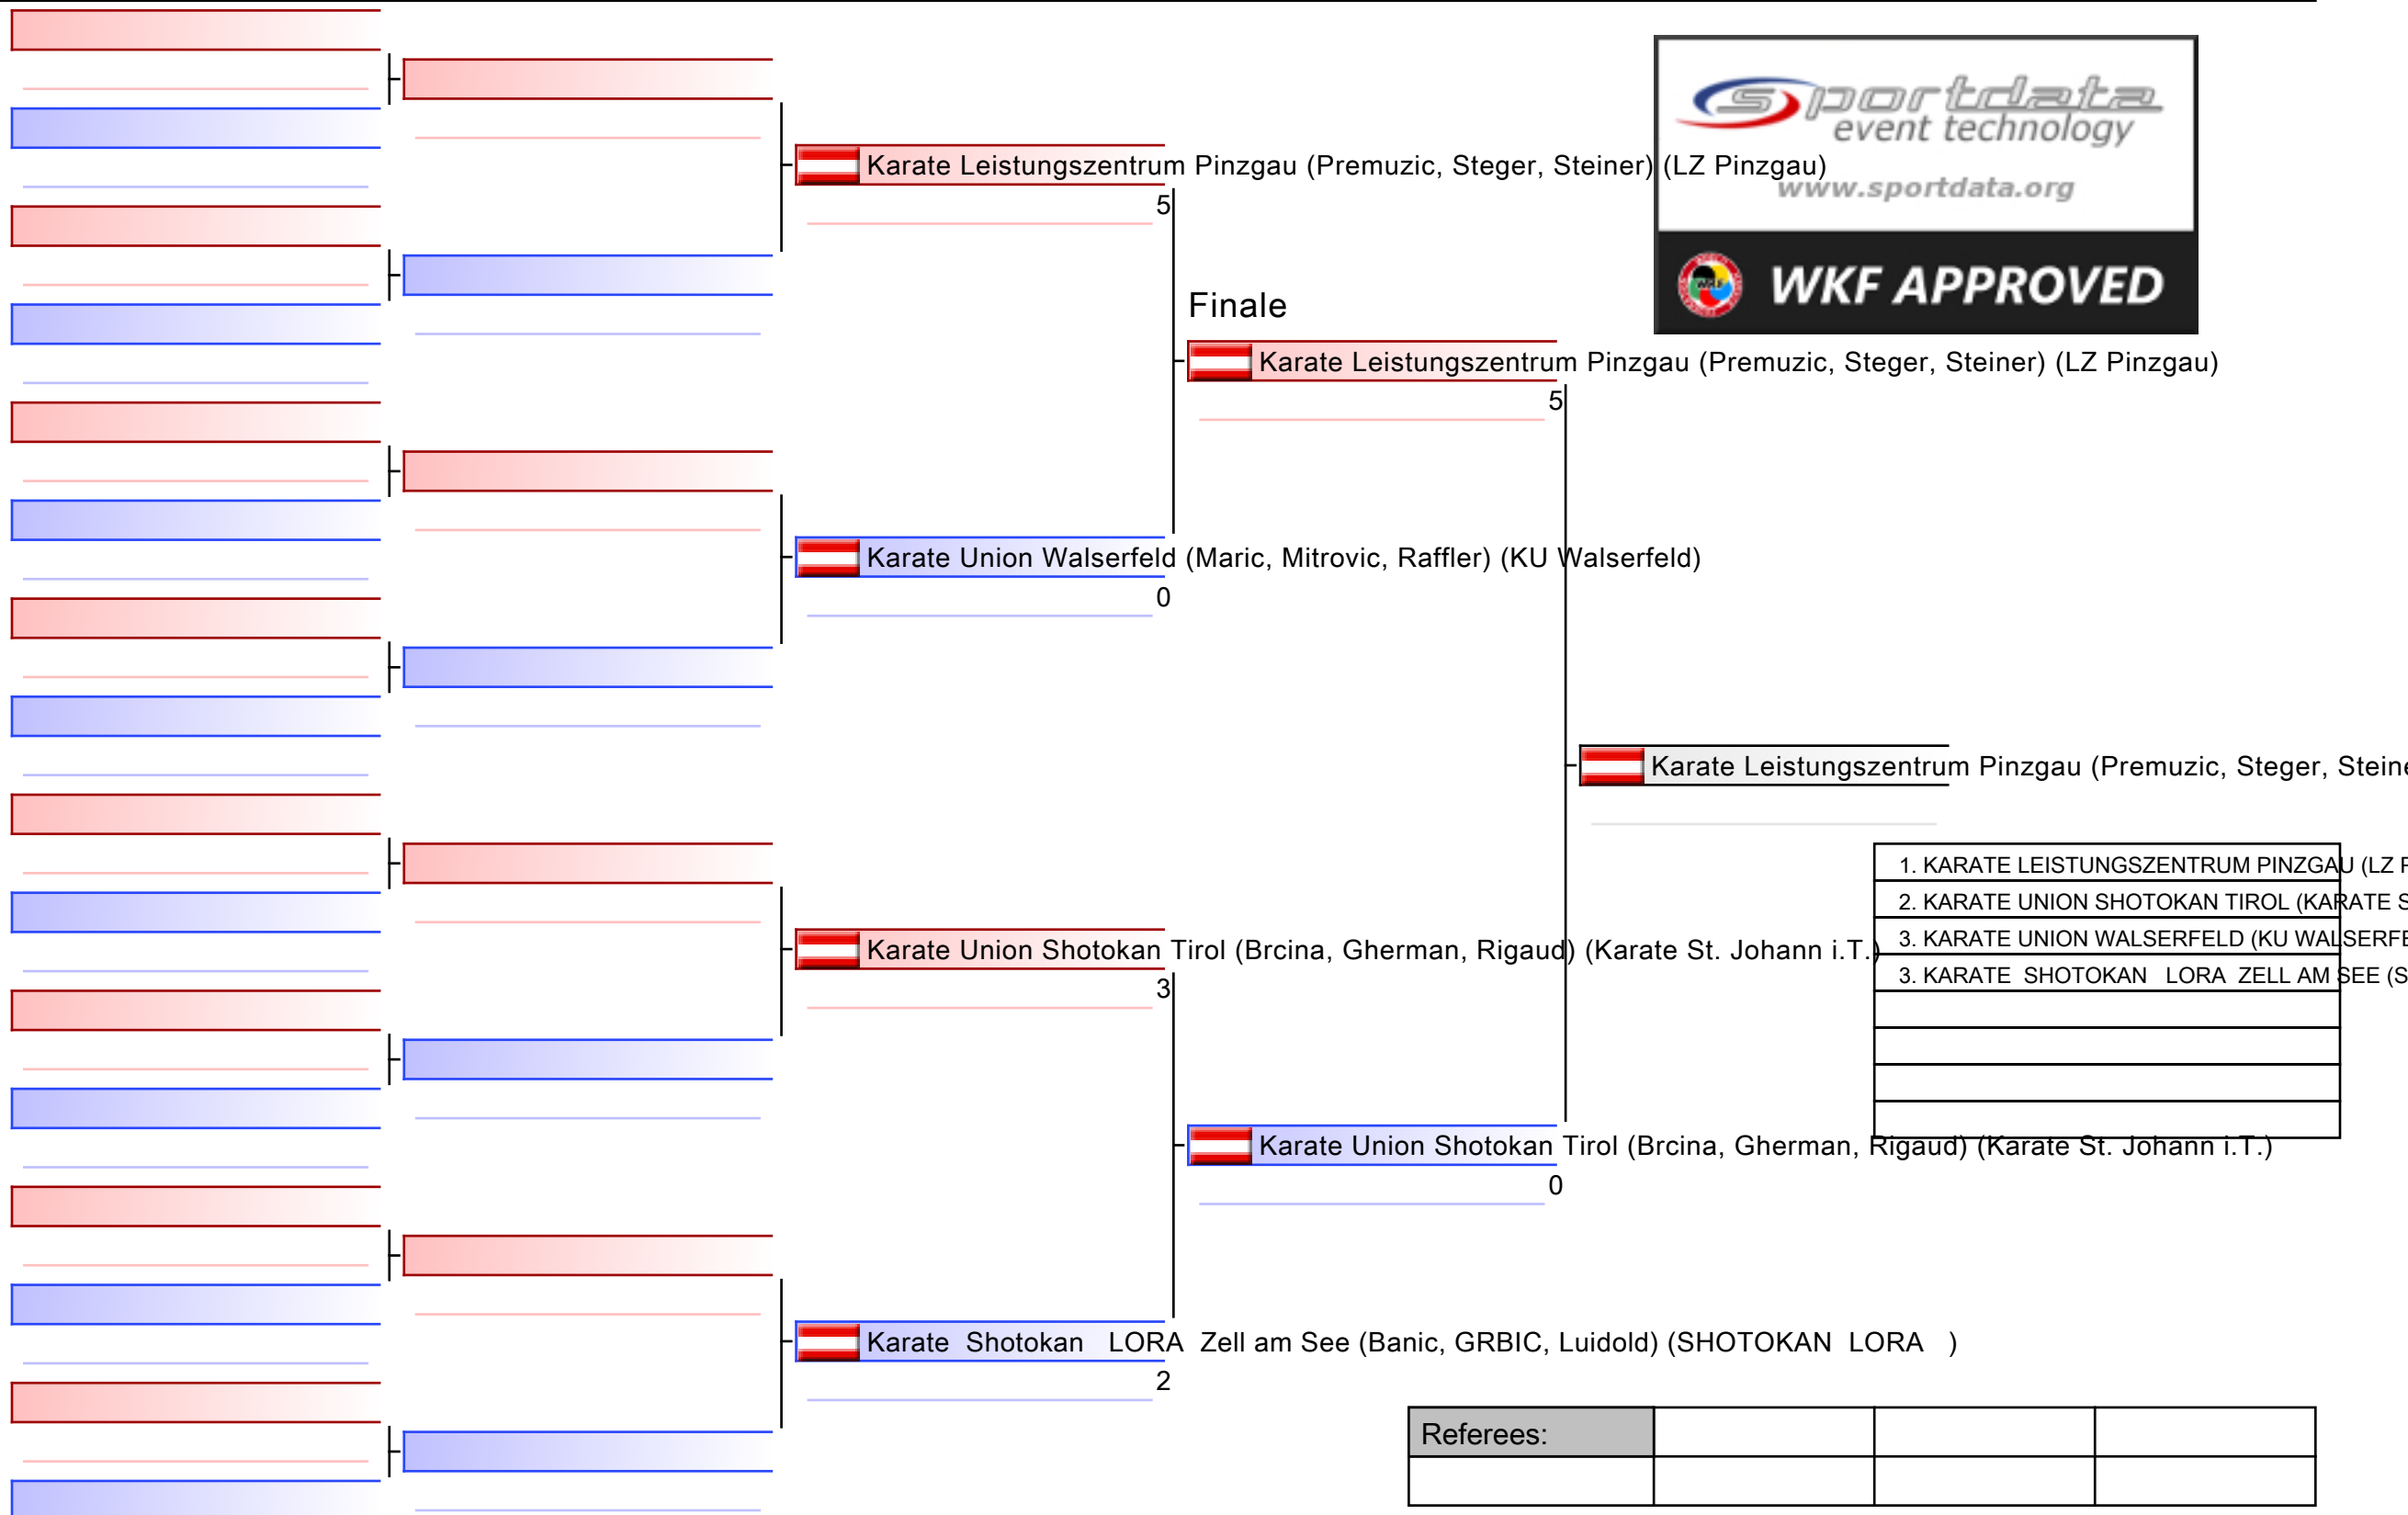 sportdata
event technology
www.sportdata.org
WKF APPROVED
Karate Leistungszentrum Pinzgau (Premuzic, Steger, Steiner) (LZ Pinzgau)
5
Finale
Karate Leistungszentrum Pinzgau (Premuzic, Steger, Steiner) (LZ Pinzgau)
5
Karate Union Walserfeld (Maric, Mitrovic, Raffler) (KU Walserfeld)
0
Karate Leistungszentrum Pinzgau (Premuzic, Steger, Steine
1. KARATE LEISTUNGSZENTRUM PINZGAU (LZ P
2. KARATE UNION SHOTOKAN TIROL (KARATE S
3. KARATE UNION WALSERFELD (KU WALSERFE
3. KARATE SHOTOKAN LORA ZELL AM SEE (S
Karate Union Shotokan Tirol (Brcina, Gherman, Rigaud) (Karate St. Johann i.T.)
3
Karate Union Shotokan Tirol (Brcina, Gherman, Rigaud) (Karate St. Johann i.T.)
0
Karate Shotokan LORA Zell am See (Banic, GRBIC, Luidold) (SHOTOKAN LORA )
2
Referees: